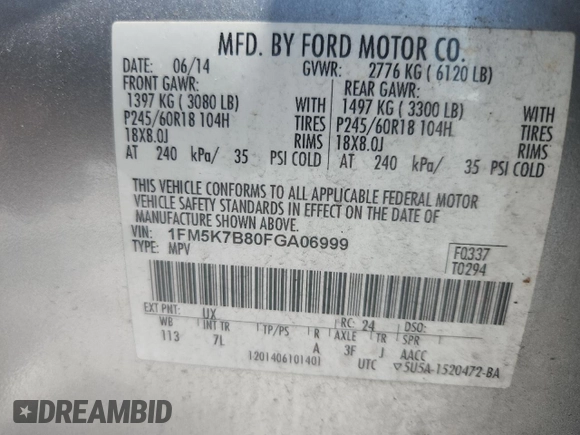 MFD. BY FORD MOTOR CO.
DATE: 06/14 GVWR: 2776 KG ( 6120 LB)
FRONT GAWR: REAR GAWR:
1397 KG ( 3080 LB) WITH 1497 KG ( 3300 LB) WITH
P245/60R18 104H TIRES P245/60R18 104H TIRES
18X8.0J RIMS 18X8.0J RIMS
AT 240 kPa/ 35 PSI COLD AT 240 kPa/ 35 PSI COLD
THIS VEHICLE CONFORMS TO ALL APPLICABLE FEDERAL MOTOR
VEHICLE SAFETY STANDARDS IN EFFECT ON THE DATE OF
MANUFACTURE SHOWN ABOVE.
VIN: 1FM5K7B80FGA06999
TYPE: MPV
F0337
T0294
EXT PNT: UX RC: 24 DSO:
WB INT TR TP/PS R AXLE TR SPR
113 7L A 3F J AACC
120140610140J UTC ▽5U5A-1520472-BA
DREAMBID